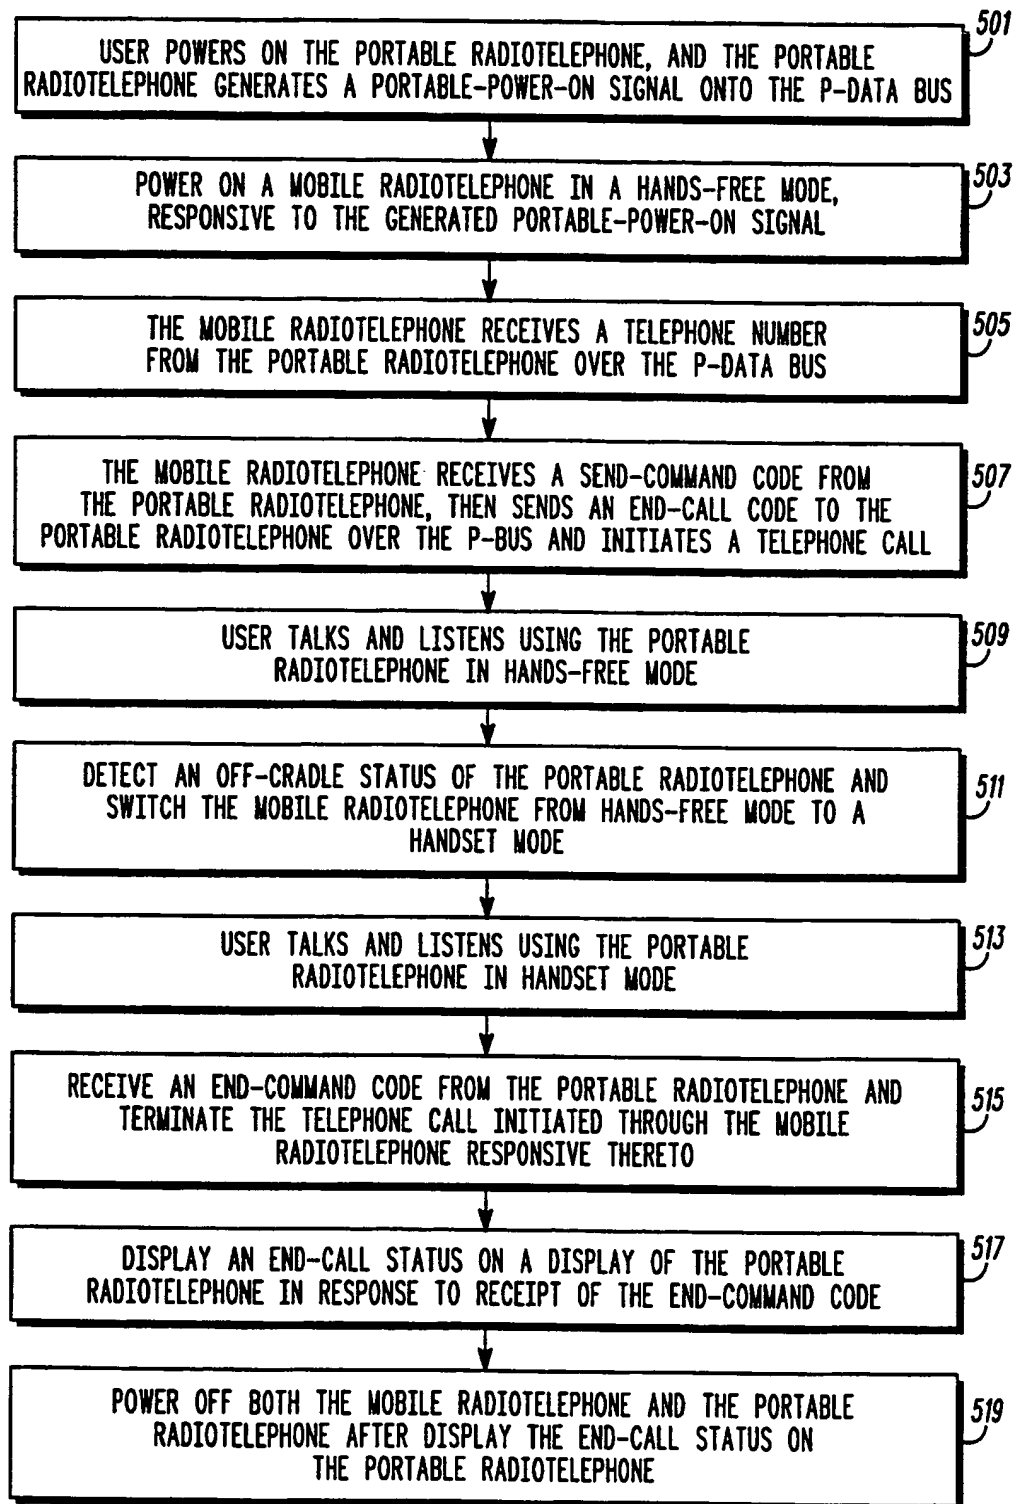 501
USER POWERS ON THE PORTABLE RADIOTELEPHONE, AND THE PORTABLE
RADIOTELEPHONE GENERATES A PORTABLE-POWER-ON SIGNAL ONTO THE P-DATA BUS
503
POWER ON A MOBILE RADIOTELEPHONE IN A HANDS-FREE MODE,
RESPONSIVE TO THE GENERATED PORTABLE-POWER-ON SIGNAL
505
THE MOBILE RADIOTELEPHONE RECEIVES A TELEPHONE NUMBER
FROM THE PORTABLE RADIOTELEPHONE OVER THE P-DATA BUS
507
THE MOBILE RADIOTELEPHONE RECEIVES A SEND-COMMAND CODE FROM
THE PORTABLE RADIOTELEPHONE, THEN SENDS AN END-CALL CODE TO THE
PORTABLE RADIOTELEPHONE OVER THE P-BUS AND INITIATES A TELEPHONE CALL
509
USER TALKS AND LISTENS USING THE PORTABLE
RADIOTELEPHONE IN HANDS-FREE MODE
511
DETECT AN OFF-CRADLE STATUS OF THE PORTABLE RADIOTELEPHONE AND
SWITCH THE MOBILE RADIOTELEPHONE FROM HANDS-FREE MODE TO A
HANDSET MODE
513
USER TALKS AND LISTENS USING THE PORTABLE
RADIOTELEPHONE IN HANDSET MODE
515
RECEIVE AN END-COMMAND CODE FROM THE PORTABLE RADIOTELEPHONE AND
TERMINATE THE TELEPHONE CALL INITIATED THROUGH THE MOBILE
RADIOTELEPHONE RESPONSIVE THERETO
517
DISPLAY AN END-CALL STATUS ON A DISPLAY OF THE PORTABLE
RADIOTELEPHONE IN RESPONSE TO RECEIPT OF THE END-COMMAND CODE
519
POWER OFF BOTH THE MOBILE RADIOTELEPHONE AND THE PORTABLE
RADIOTELEPHONE AFTER DISPLAY THE END-CALL STATUS ON
THE PORTABLE RADIOTELEPHONE